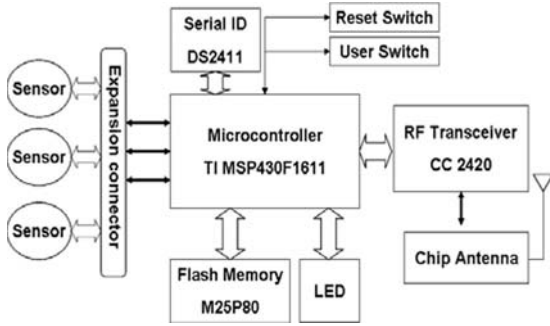 Serial ID
DS2411
Reset Switch
User Switch
Sensor
Sensor
Sensor
Expansion connector
Microcontroller
TI MSP430F1611
RF Transceiver
CC 2420
Flash Memory
M25P80
LED
Chip Antenna